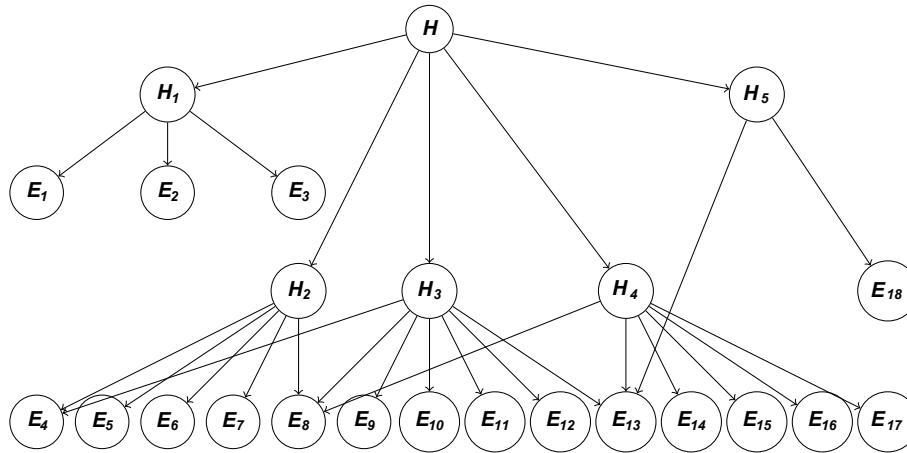 H
H₁ H₅
E₁ E₂ E₃
H₂ H₃ H₄ E₁₈
E₄ E₅ E₆ E₇ E₈ E₉ E₁₀ E₁₁ E₁₂ E₁₃ E₁₄ E₁₅ E₁₆ E₁₇